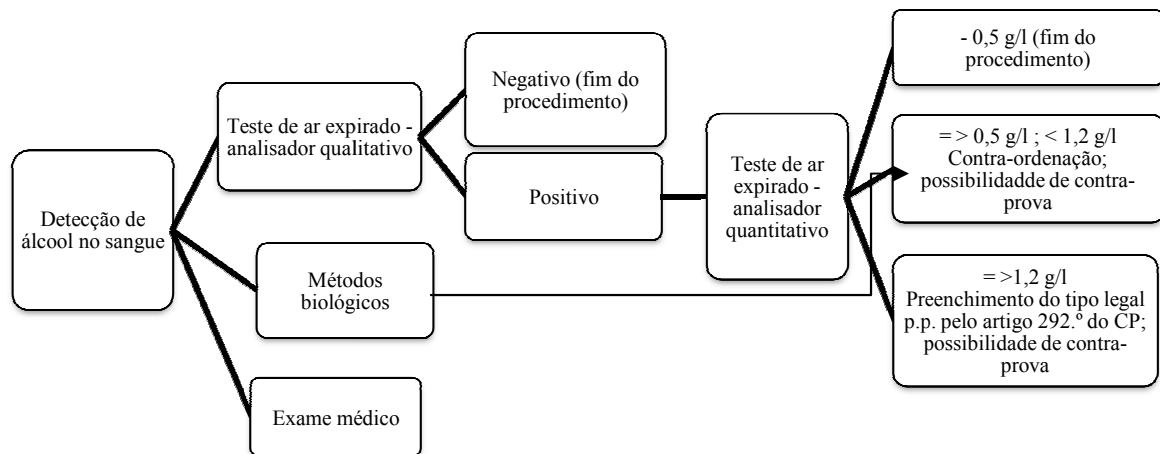 Detecção de
álcool no sangue
Teste de ar expirado -
analisador qualitativo
Métodos
biológicos
Exame médico
Negativo (fim do
procedimento)
Positivo
Teste de ar
expirado -
analisador
quantitativo
- 0,5 g/l (fim do
procedimento)
= > 0,5 g/l ; < 1,2 g/l
Contra-ordenação;
possibilidadde de contra-
prova
= >1,2 g/l
Preenchimento do tipo legal
p.p. pelo artigo 292.º do CP;
possibilidade de contra-
prova